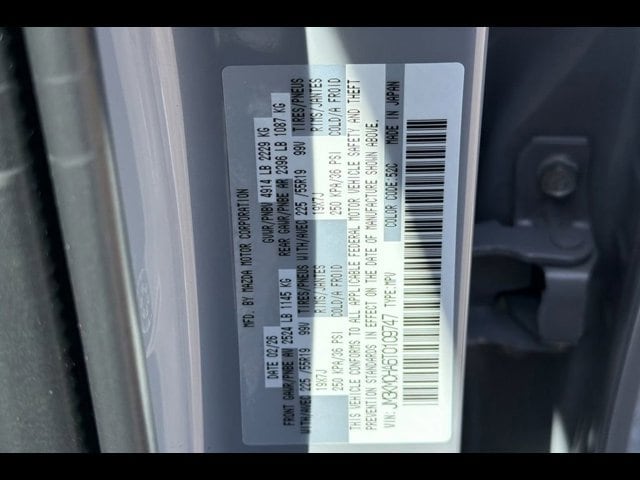 MFD. BY MAZDA MOTOR CORPORATION
DATE 02/26 GVWR/PNBV 4914 LB 2229 KG
FRONT GAWR/PNBE AV 2524 LB 1145 KG REAR GAWR/PNBE AR 2396 LB 1087 KG
WITH/AVEC 225 /55R19 99V TIRES/PNEUS WITH/AVEC 225 /55R19 99V TIRES/PNEUS
19X7J RIMS/JANTES 19X7J RIMS/JANTES
250 KPA/36 PSI COLD/A FROID 250 KPA/36 PSI COLD/A FROID
THIS VEHICLE CONFORMS TO ALL APPLICABLE FEDERAL MOTOR VEHICLE SAFETY AND THEFT
PREVENTION STANDARDS IN EFFECT ON THE DATE OF MANUFACTURE SHOWN ABOVE.
COLOR CODE:52C MADE IN JAPAN
VIN: TYPE:MPV